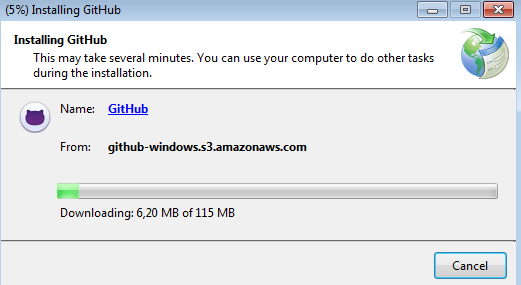 (5%) Installing GitHub
Installing GitHub
This may take several minutes. You can use your computer to do other tasks
during the installation.
Name: GitHub
From: github-windows.s3.amazonaws.com
Downloading: 6,20 MB of 115 MB
Cancel